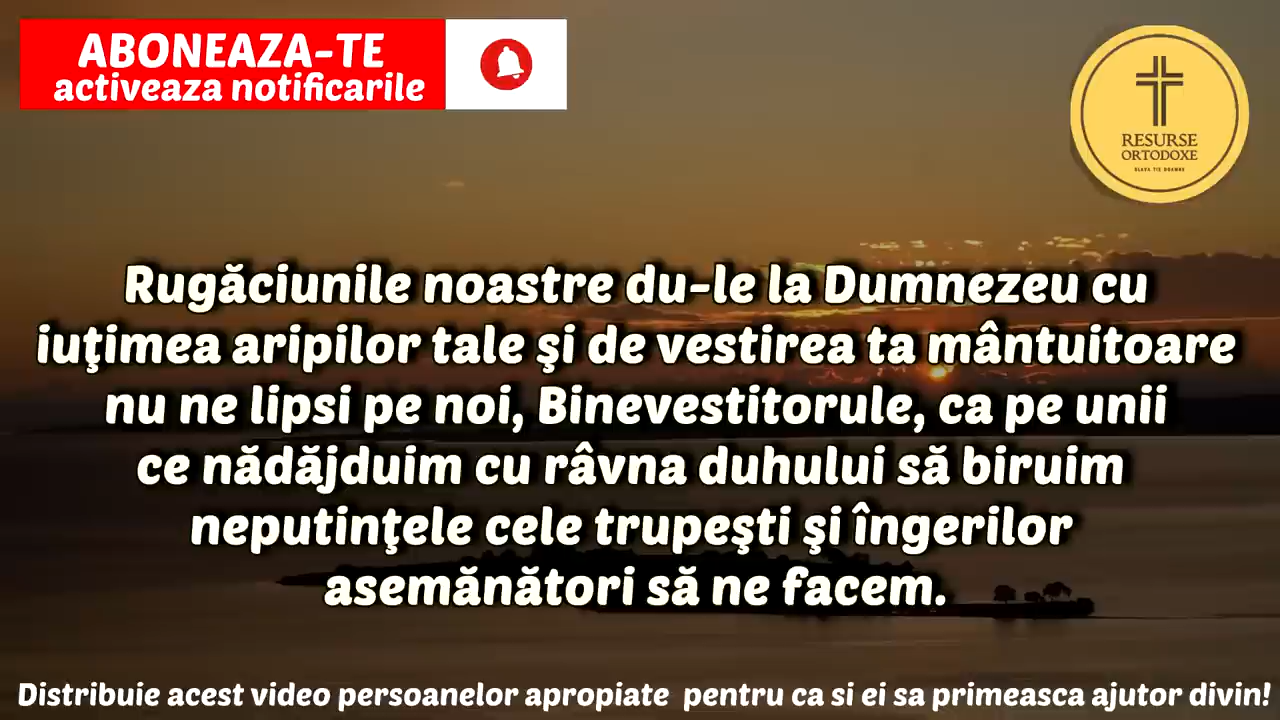 ABONEAZA-TE
activeaza notificarile
RESURSE
ORTODOXE
SLAVA TIE DOAMNE
Rugăciunile noastre du-le la Dumnezeu cu
iuţimea aripilor tale şi de vestirea ta mântuitoare
nu ne lipsi pe noi, Binevestitorule, ca pe unii
ce nădăjduim cu râvna duhului să biruim
neputinţele cele trupeşti şi îngerilor
asemănători să ne facem.
Distribuie acest video persoanelor apropiate pentru ca si ei sa primeasca ajutor divin!